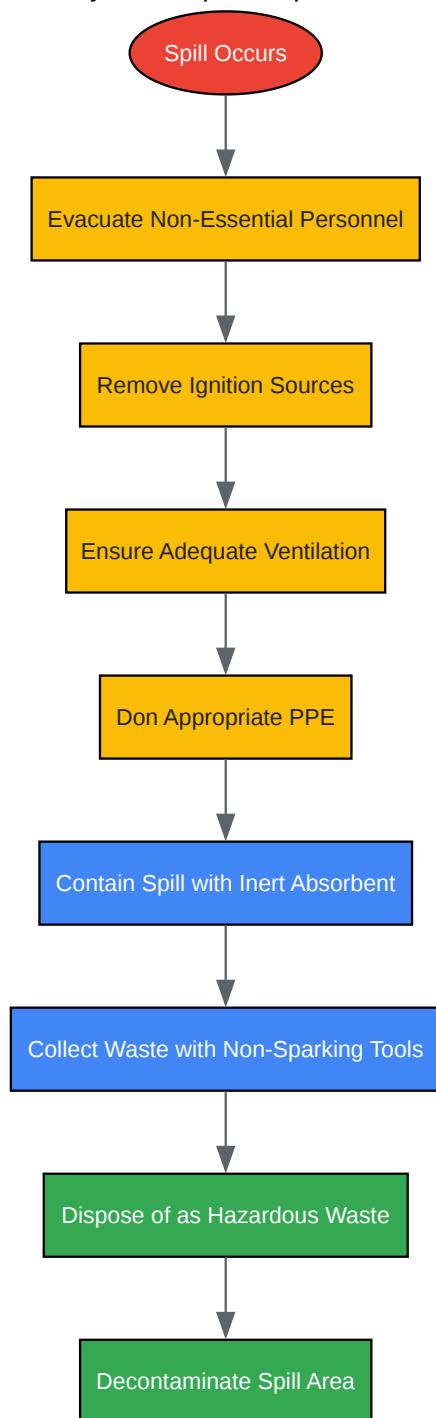 Spill Occurs
Evacuate Non-Essential Personnel
Remove Ignition Sources
Ensure Adequate Ventilation
Don Appropriate PPE
Contain Spill with Inert Absorbent
Collect Waste with Non-Sparking Tools
Dispose of as Hazardous Waste
Decontaminate Spill Area